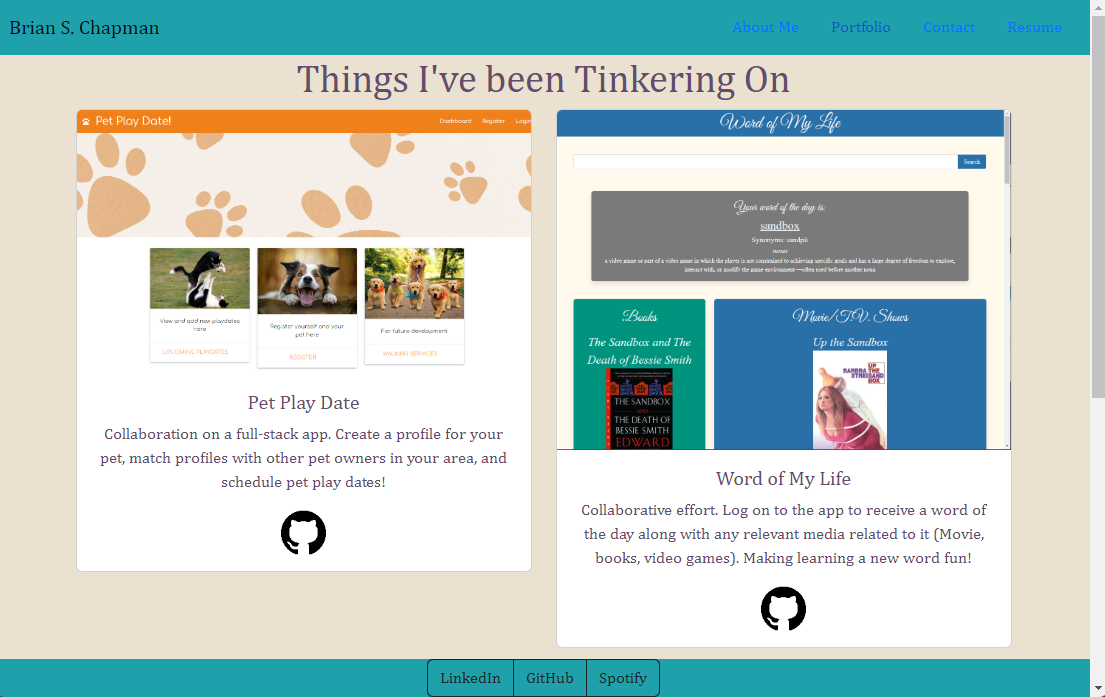 Brian S. Chapman
About Me
Portfolio
Contact
Resume
Things I've been Tinkering On
Pet Play Date!
Dashboard
Register
Login
View and add new playdates
here
UPCOMING PLAYDATES
Register yourself and your
pet here
REGISTER
For future development
WALKING SERVICES
Pet Play Date
Collaboration on a full-stack app. Create a profile for your
pet, match profiles with other pet owners in your area, and
schedule pet play dates!
Word of My Life
Search
Your word of the day is:
sandbox
Synonyms: sandpit
noun
a video game or part of a video game in which the player is not constrained to achieving specific goals and has a large degree of freedom to explore,
interact with, or modify the game environment —often used before another noun
Books
The Sandbox and The
Death of Bessie Smith
THE SANDBOX
AND
THE DEATH OF
BESSIE SMITH
EDWARD
Movie/T.V. Shows
Up the Sandbox
BARBRA STREISAND
UP THE SAND BOX
Word of My Life
Collaborative effort. Log on to the app to receive a word of
the day along with any relevant media related to it (Movie,
books, video games). Making learning a new word fun!
LinkedIn
GitHub
Spotify